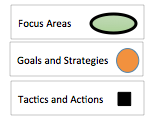 Focus Areas
Goals and Strategies
Tactics and Actions